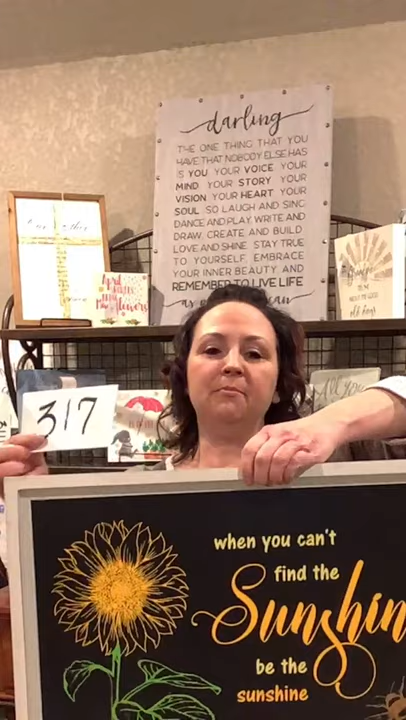 darling
THE ONE THING THAT YOU
HAVE THAT NOBODY ELSE HAS
IS YOU YOUR VOICE YOUR
MIND YOUR STORY YOUR
VISION YOUR HEART YOUR
SOUL. SO LAUGH AND SING
DANCE AND PLAY. WRITE AND
DRAW. CREATE AND BUILD.
LOVE AND SHINE. STAY TRUE
TO YOURSELF. EMBRACE
YOUR INNER BEAUTY AND
REMEMBER TO LIVE LIFE
April
flowers
317
when you can't
find the
Sunshin
be the
sunshine